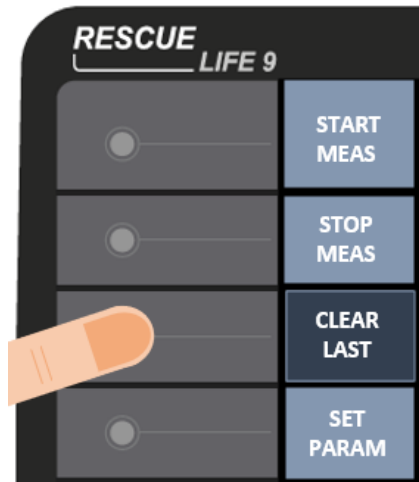 RESCUE
LIFE 9
START
MEAS
STOP
MEAS
CLEAR
LAST
SET
PARAM